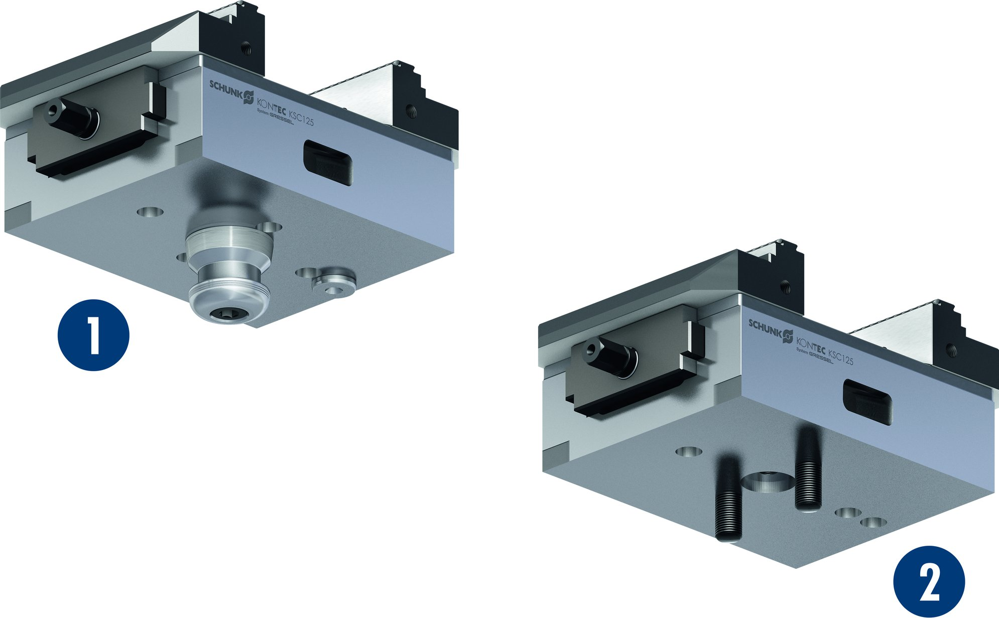 SCHUNK
KONTEC KSC125
System GRESSEL
1
SCHUNK
KONTEC KSC125
System GRESSEL
2